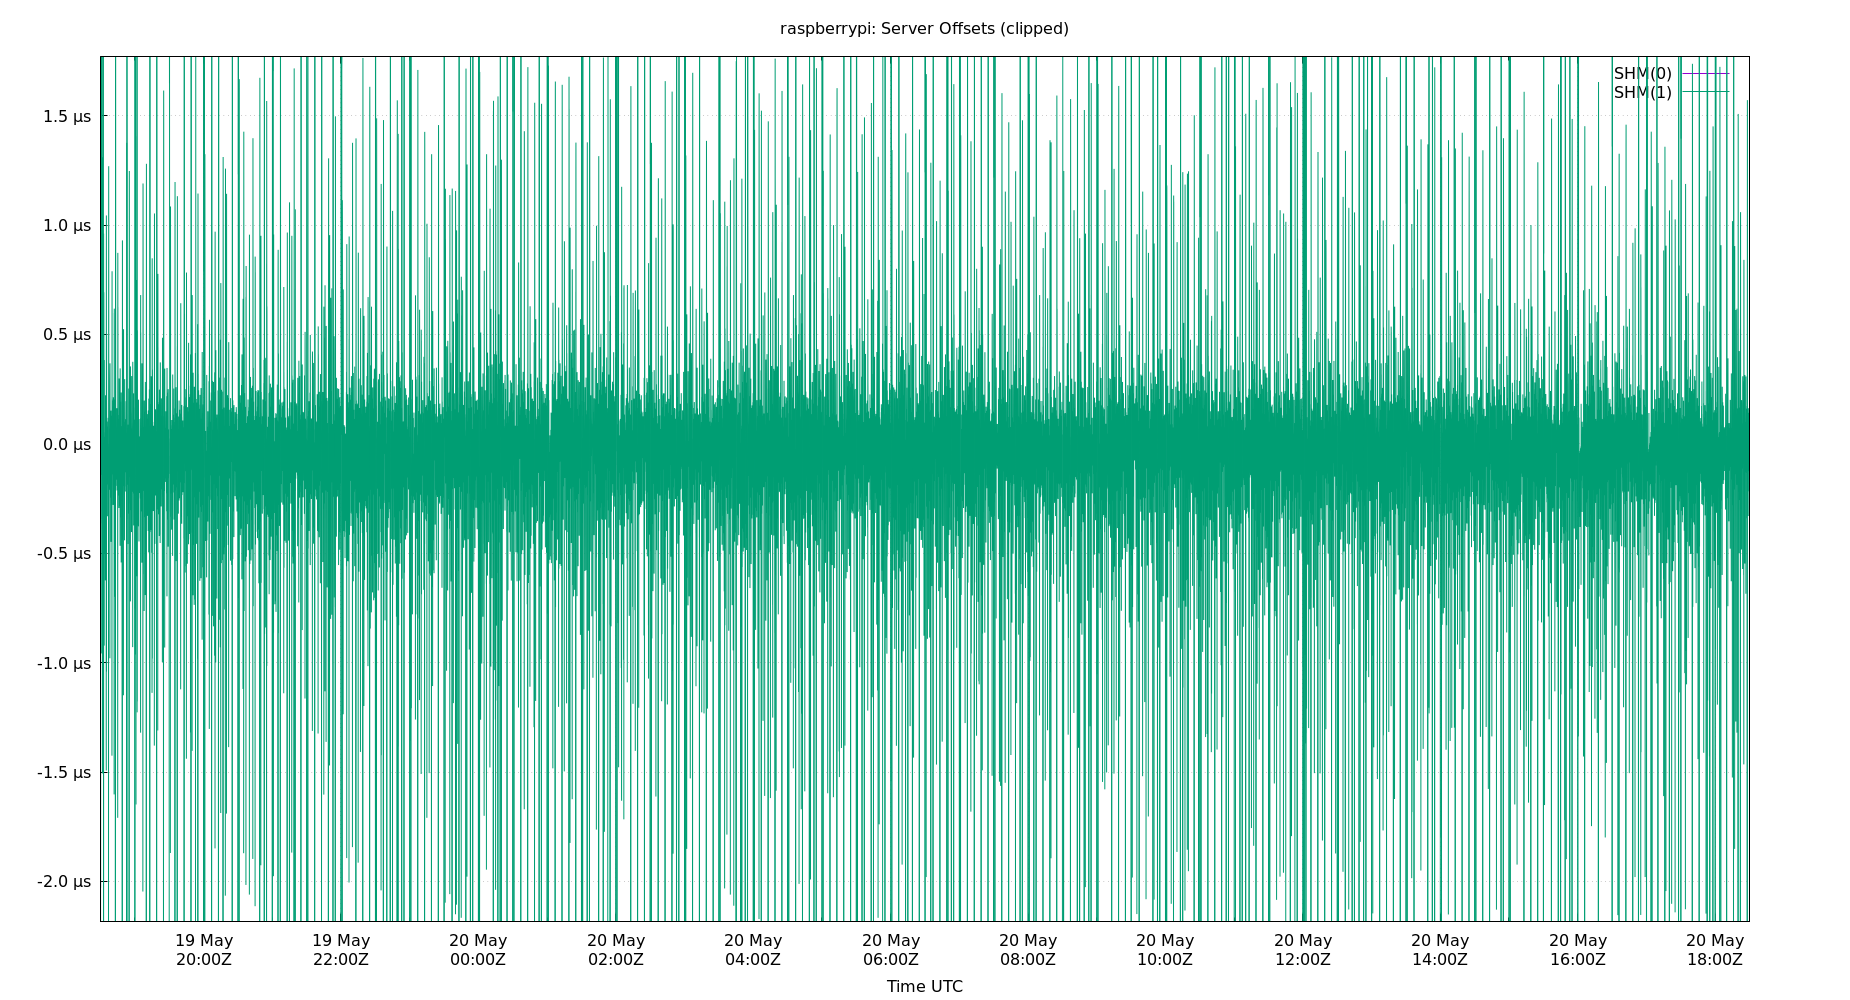 raspberrypi: Server Offsets (clipped)
SHM(0)
SHM(1)
1.5 µs
1.0 µs
0.5 µs
0.0 µs
-0.5 µs
-1.0 µs
-1.5 µs
-2.0 µs
19 May 19 May 20 May 20 May 20 May 20 May 20 May 20 May 20 May 20 May 20 May 20 May
20:00Z 22:00Z 00:00Z 02:00Z 04:00Z 06:00Z 08:00Z 10:00Z 12:00Z 14:00Z 16:00Z 18:00Z
Time UTC